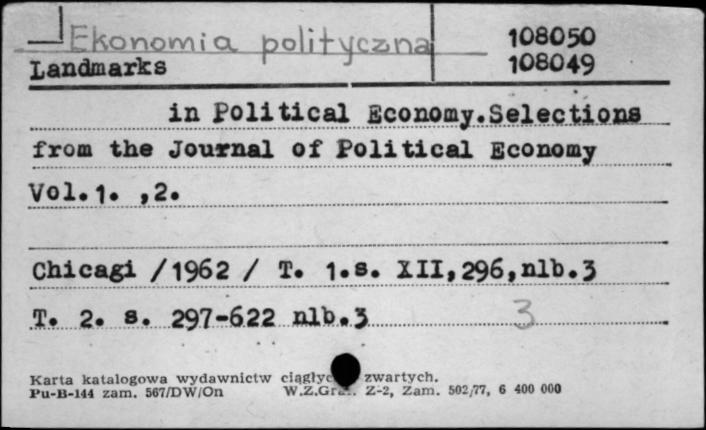 Ekonomia polityczna
108050
Landmarks
108049
in Political Economy.Selections
from the Journal of Political Economy
Vol.1. ,2.
Chicagi /1962 / T. 1.s. XII,296,nlb.3
T. 2. s. 297-622 nlb.3
3
Karta katalogowa wydawnictw zwartych.
Pu-B-144 zam. 567/DW/On W.Z.Graf. Z-2, Zam. 502/77, 6 400 000